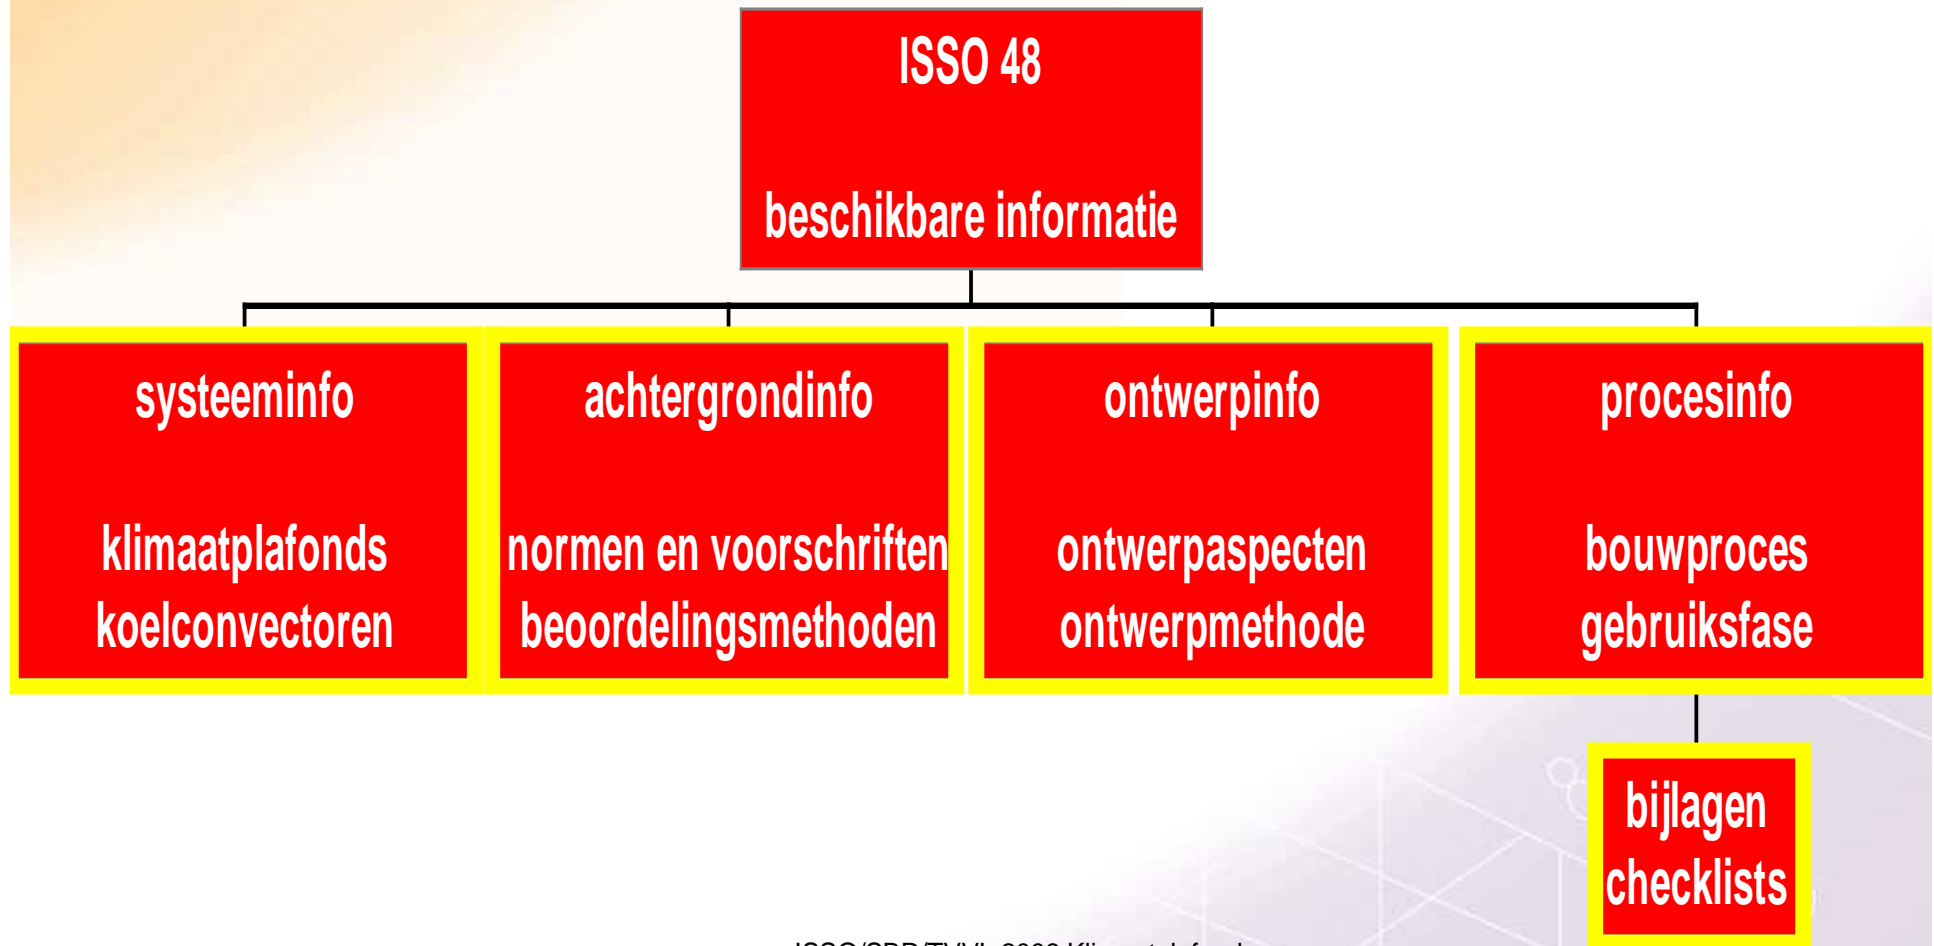 ISSO 48
beschikbare informatie
systeeminfo
klimaatplafonds
koelconvectoren
achtergrondinfo
normen en voorschriften
beoordelingsmethoden
ontwerpinfo
ontwerpaspecten
ontwerpmethode
procesinfo
bouwproces
gebruiksfase
bijlagen
checklists